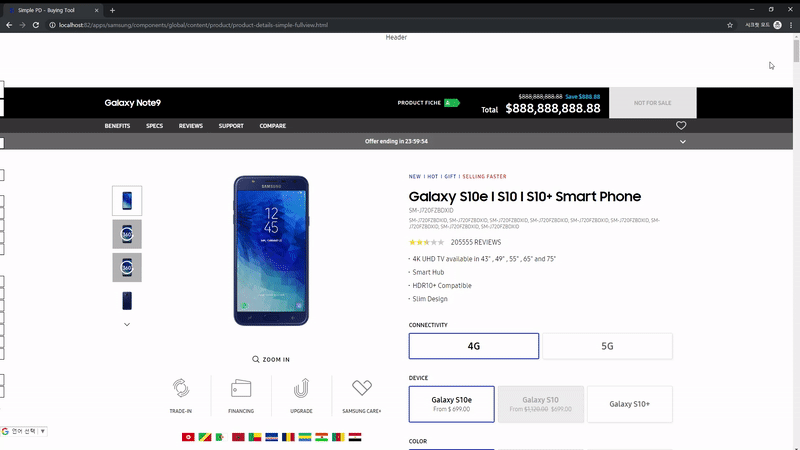 Simple PD - Buying Tool
localhost:82/apps/samsung/components/global/content/product/product-details-simple-fullview.html
시크릿 모드
Header
Galaxy Note9
PRODUCT FICHE
Total
$888,888,888.88 Save $888.88
$888,888,888.88
NOT FOR SALE
BENEFITS SPECS REVIEWS SUPPORT COMPARE
Offer ending in 23:59:54
NEW | HOT | GIFT | SELLING FASTER
Galaxy S10e | S10 | S10+ Smart Phone
SM-J720FZBDXID
SM-J720FZBDXID, SM-J720FZBDXID, SM-J720FZBDXID, SM-J720FZBDXID, SM-J720FZBDXID, SM-J720FZBDXID, SM-
J720FZBDXID, SM-J720FZBDXID, SM-J720FZBDXID
205555 REVIEWS
• 4K UHD TV available in 43" , 49" , 55" , 65" and 75"
• Smart Hub
• HDR10+ Compatible
• Slim Design
SAMSUNG
12
45
360
360
ZOOM IN
CONNECTIVITY
4G
5G
DEVICE
Galaxy S10e
From $ 699.00
Galaxy S10
From $1,120.00 $699.00
Galaxy S10+
TRADE-IN
FINANCING
UPGRADE
SAMSUNG CARE+
언어 선택
COLOR